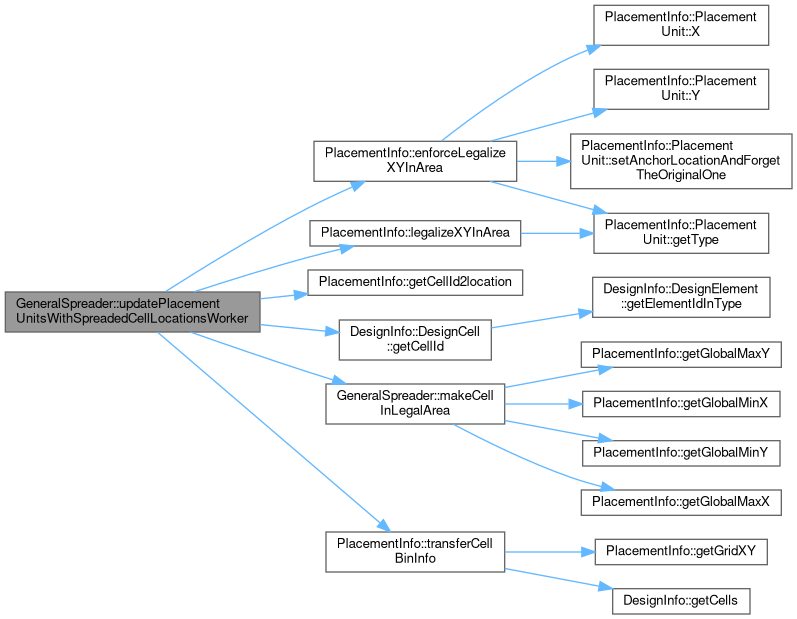 GeneralSpreader::updatePlacement
UnitsWithSpreadedCellLocationsWorker
PlacementInfo::enforceLegalize
XYInArea
PlacementInfo::legalizeXYInArea
PlacementInfo::getCellId2location
DesignInfo::DesignCell
::getCellId
GeneralSpreader::makeCell
InLegalArea
PlacementInfo::transferCell
BinInfo
PlacementInfo::Placement
Unit::X
PlacementInfo::Placement
Unit::Y
PlacementInfo::Placement
Unit::setAnchorLocationAndForget
TheOriginalOne
PlacementInfo::Placement
Unit::getType
DesignInfo::DesignElement
::getElementIdInType
PlacementInfo::getGlobalMaxY
PlacementInfo::getGlobalMinX
PlacementInfo::getGlobalMinY
PlacementInfo::getGlobalMaxX
PlacementInfo::getGridXY
DesignInfo::getCells